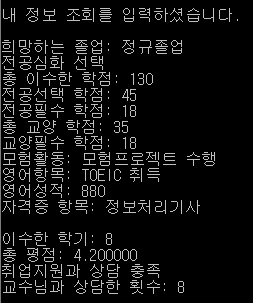 내 정보 조회를 입력하셨습니다.
희망하는 졸업: 정규졸업
전공심화 선택
총 이수한 학점: 130
전공선택 학점: 45
전공필수 학점: 18
총 교양 학점: 35
교양필수 학점: 18
모험활동: 모험프로젝트 수행
영어항목: TOEIC 취득
영어성적: 880
자격증 항목: 정보처리기사
이수한 학기: 8
총 평점: 4.200000
취업지원과 상담 충족
교수님과 상담한 횟수: 8